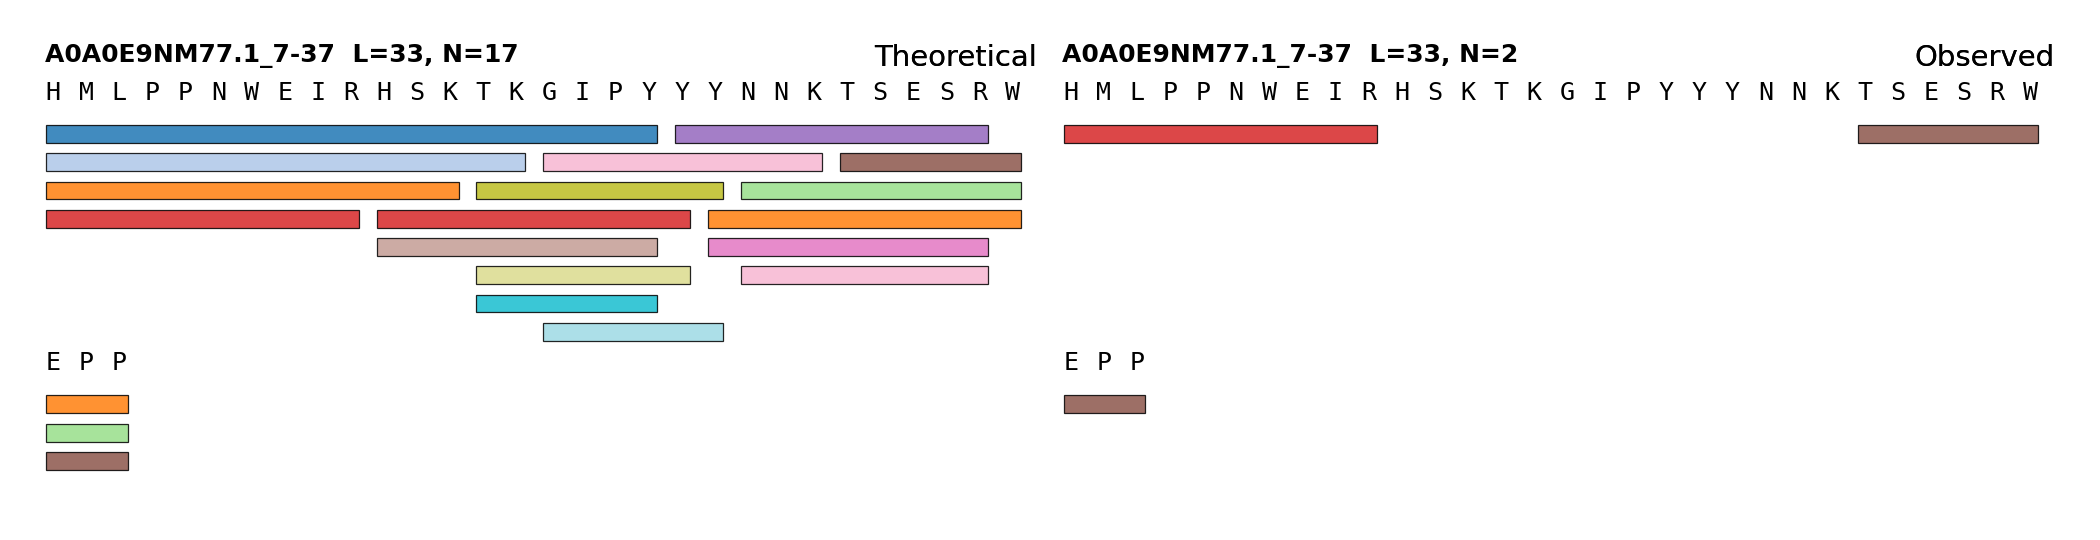 A0A0E9NM77.1_7-37 L=33, N=17
Theoretical
H M L P P N W E I R H S K T K G I P Y Y Y N N K T S E S R W
E P P
A0A0E9NM77.1_7-37 L=33, N=2
Observed
H M L P P N W E I R H S K T K G I P Y Y Y N N K T S E S R W
E P P